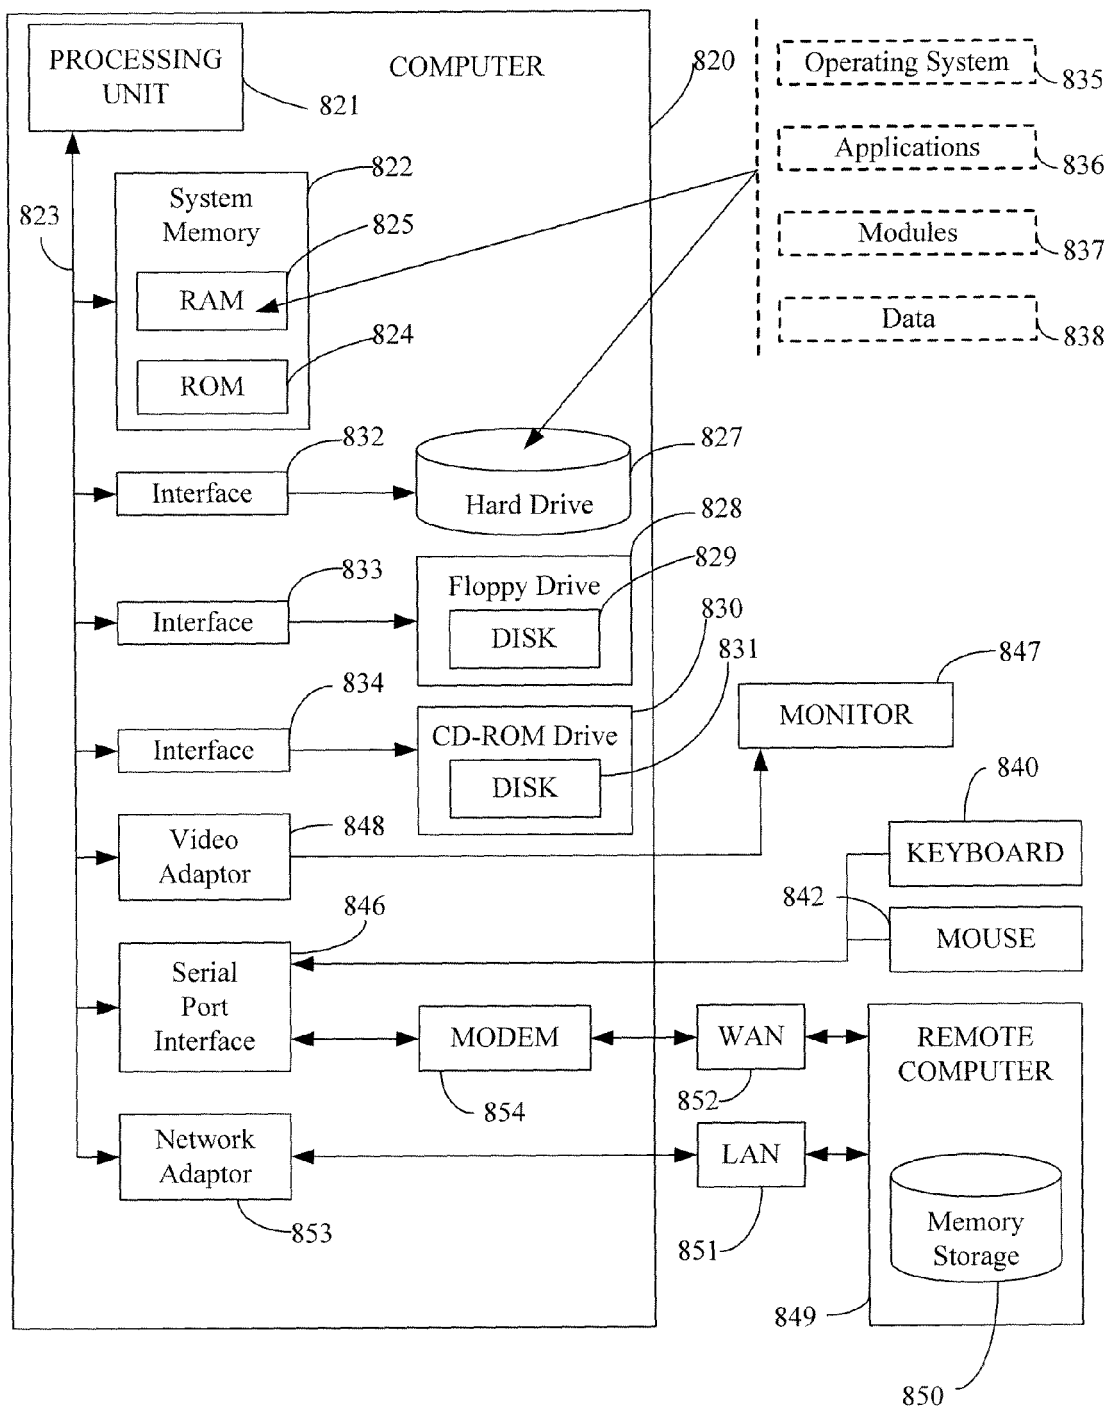 PROCESSING
UNIT
821
COMPUTER
820
Operating System
835
Applications
836
Modules
837
Data
838
823
822
System
Memory
825
RAM
824
ROM
832
Interface
827
Hard Drive
828
829
833
Interface
Floppy Drive
DISK
830
831
834
Interface
CD-ROM Drive
DISK
847
MONITOR
840
KEYBOARD
842
MOUSE
848
Video
Adaptor
846
Serial
Port
Interface
MODEM
854
WAN
852
REMOTE
COMPUTER
Network
Adaptor
853
LAN
851
Memory
Storage
849
850